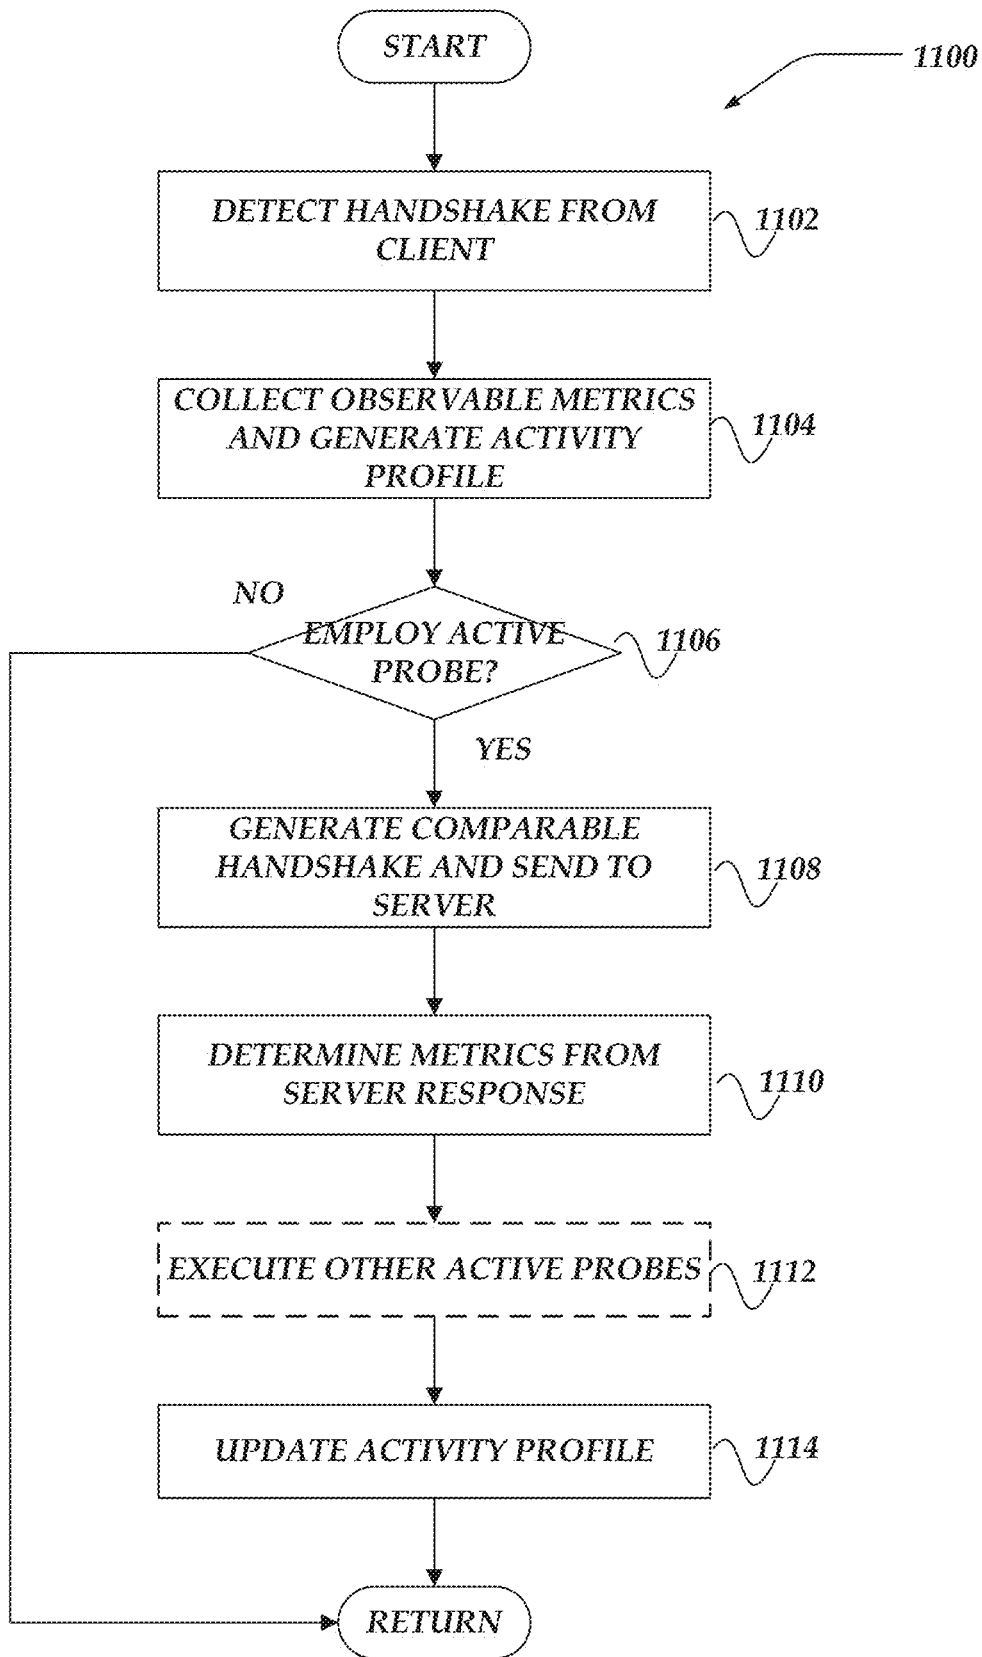 START
1100
DETECT HANDSHAKE FROM
CLIENT
1102
COLLECT OBSERVABLE METRICS
AND GENERATE ACTIVITY
PROFILE
1104
NO
EMPLOY ACTIVE
PROBE?
1106
YES
GENERATE COMPARABLE
HANDSHAKE AND SEND TO
SERVER
1108
DETERMINE METRICS FROM
SERVER RESPONSE
1110
EXECUTE OTHER ACTIVE PROBES
1112
UPDATE ACTIVITY PROFILE
1114
RETURN